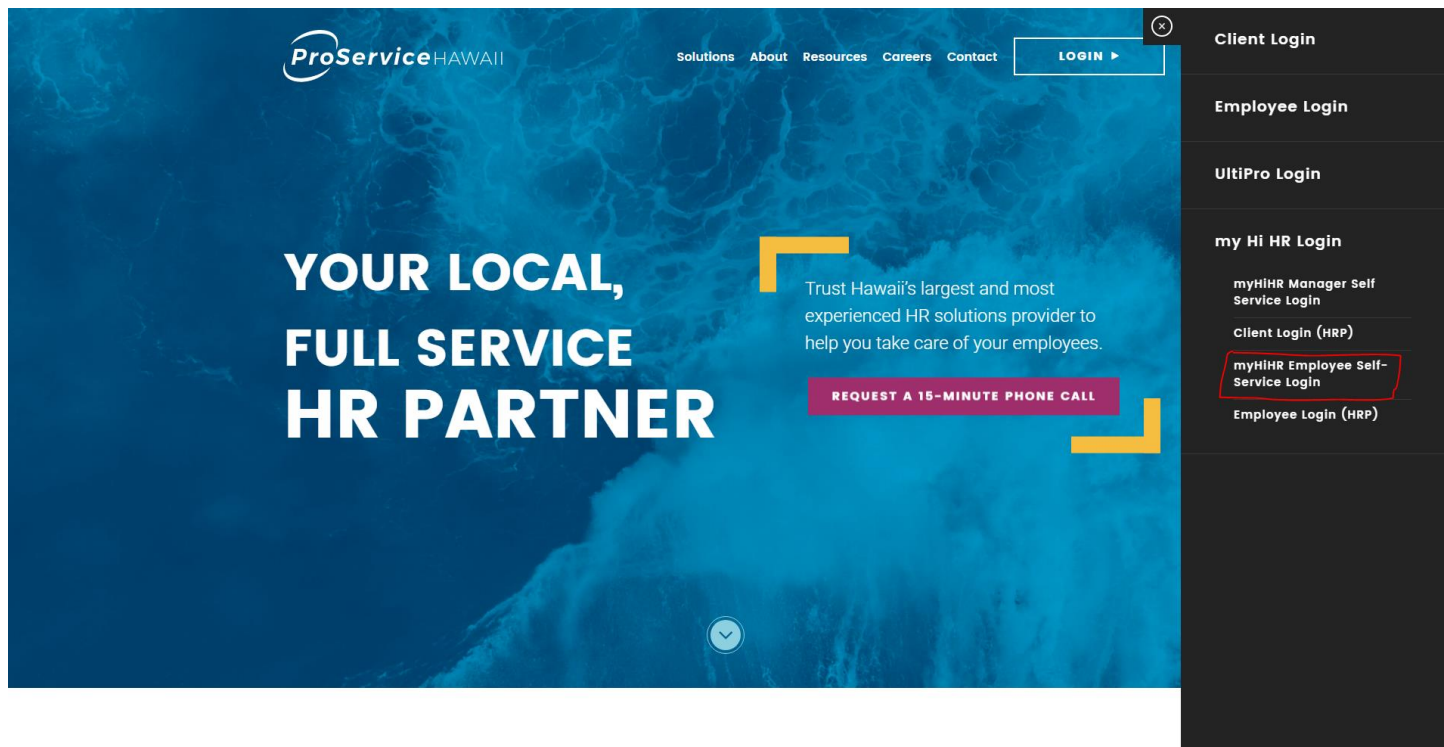 ProService HAWAII
Solutions About Resources Careers Contact LOGIN
YOUR LOCAL,
FULL SERVICE
HR PARTNER
Trust Hawaii's largest and most
experienced HR solutions provider to
help you take care of your employees.
REQUEST A 15-MINUTE PHONE CALL
Client Login
Employee Login
UltiPro Login
my Hi HR Login
myHiHR Manager Self
Service Login
Client Login (HRP)
myHiHR Employee Self-
Service Login
Employee Login (HRP)